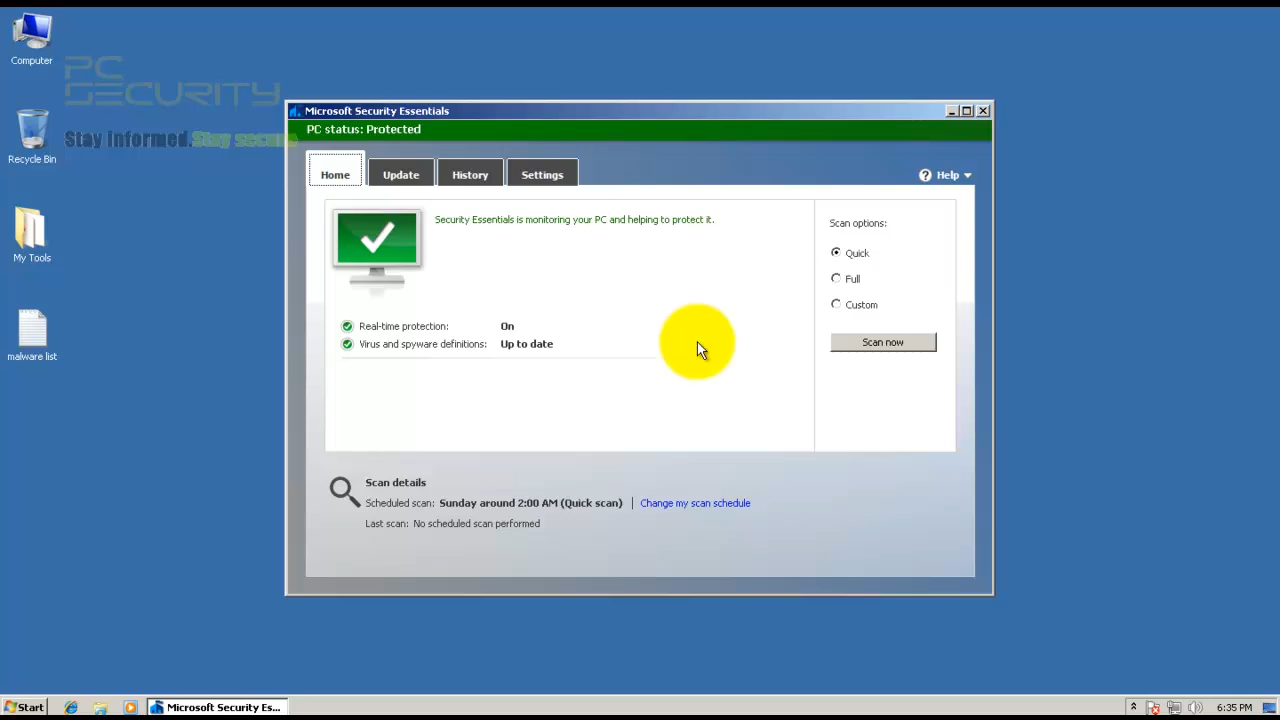 Computer
PC
SECURITY
Stay informed.Stay secure
Recycle Bin
My Tools
malware list
Microsoft Security Essentials
PC status: Protected
Home
Update
History
Settings
Help
Security Essentials is monitoring your PC and helping to protect it.
Real-time protection: On
Virus and spyware definitions: Up to date
Scan options:
Quick
Full
Custom
Scan now
Scan details
Scheduled scan: Sunday around 2:00 AM (Quick scan) | Change my scan schedule
Last scan: No scheduled scan performed
Start
Microsoft Security Es...
6:35 PM